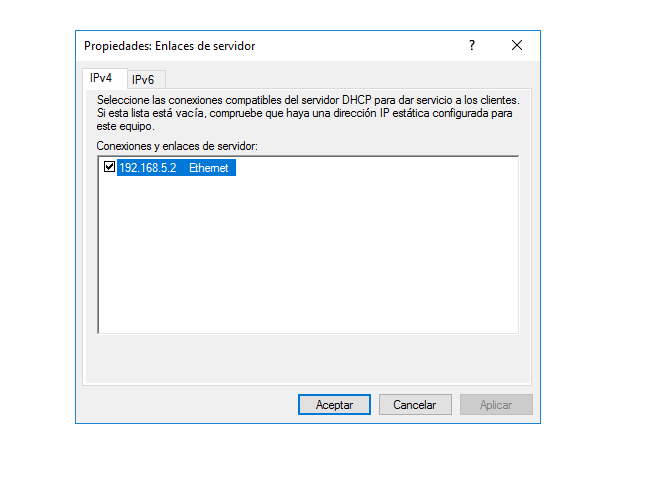 Propiedades: Enlaces de servidor
?
IPv4
IPv6
Seleccione las conexiones compatibles del servidor DHCP para dar servicio a los clientes.
Si esta lista está vacía, compruebe que haya una dirección IP estática configurada para
este equipo.
Conexiones y enlaces de servidor:
192.168.5.2 Ethernet
Aceptar
Cancelar
Aplicar